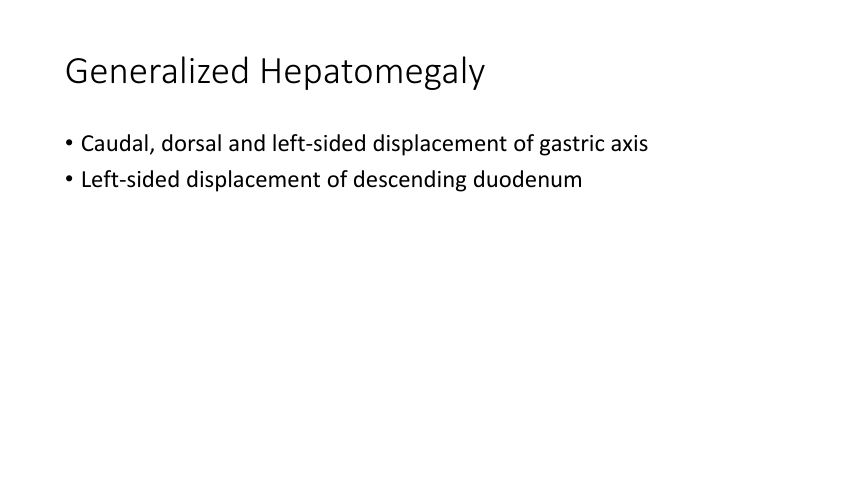 Generalized Hepatomegaly
• Caudal, dorsal and left-sided displacement of gastric axis
• Left-sided displacement of descending duodenum